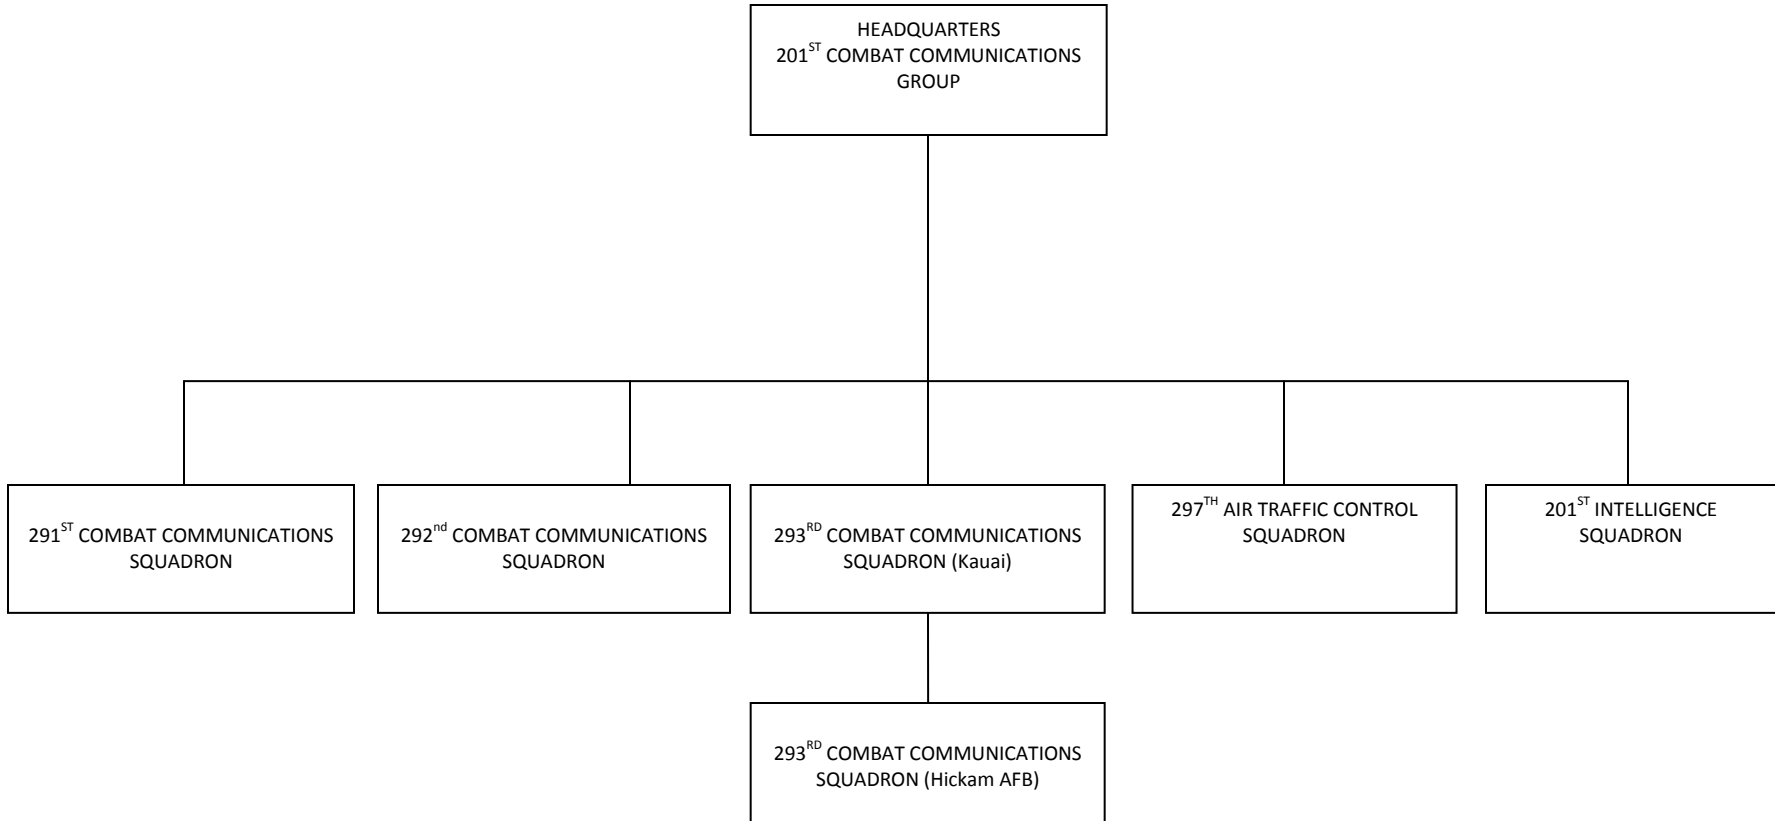 HEADQUARTERS
201ST COMBAT COMMUNICATIONS
GROUP
291ST COMBAT COMMUNICATIONS
SQUADRON
292nd COMBAT COMMUNICATIONS
SQUADRON
293RD COMBAT COMMUNICATIONS
SQUADRON (Kauai)
297TH AIR TRAFFIC CONTROL
SQUADRON
201ST INTELLIGENCE
SQUADRON
293RD COMBAT COMMUNICATIONS
SQUADRON (Hickam AFB)